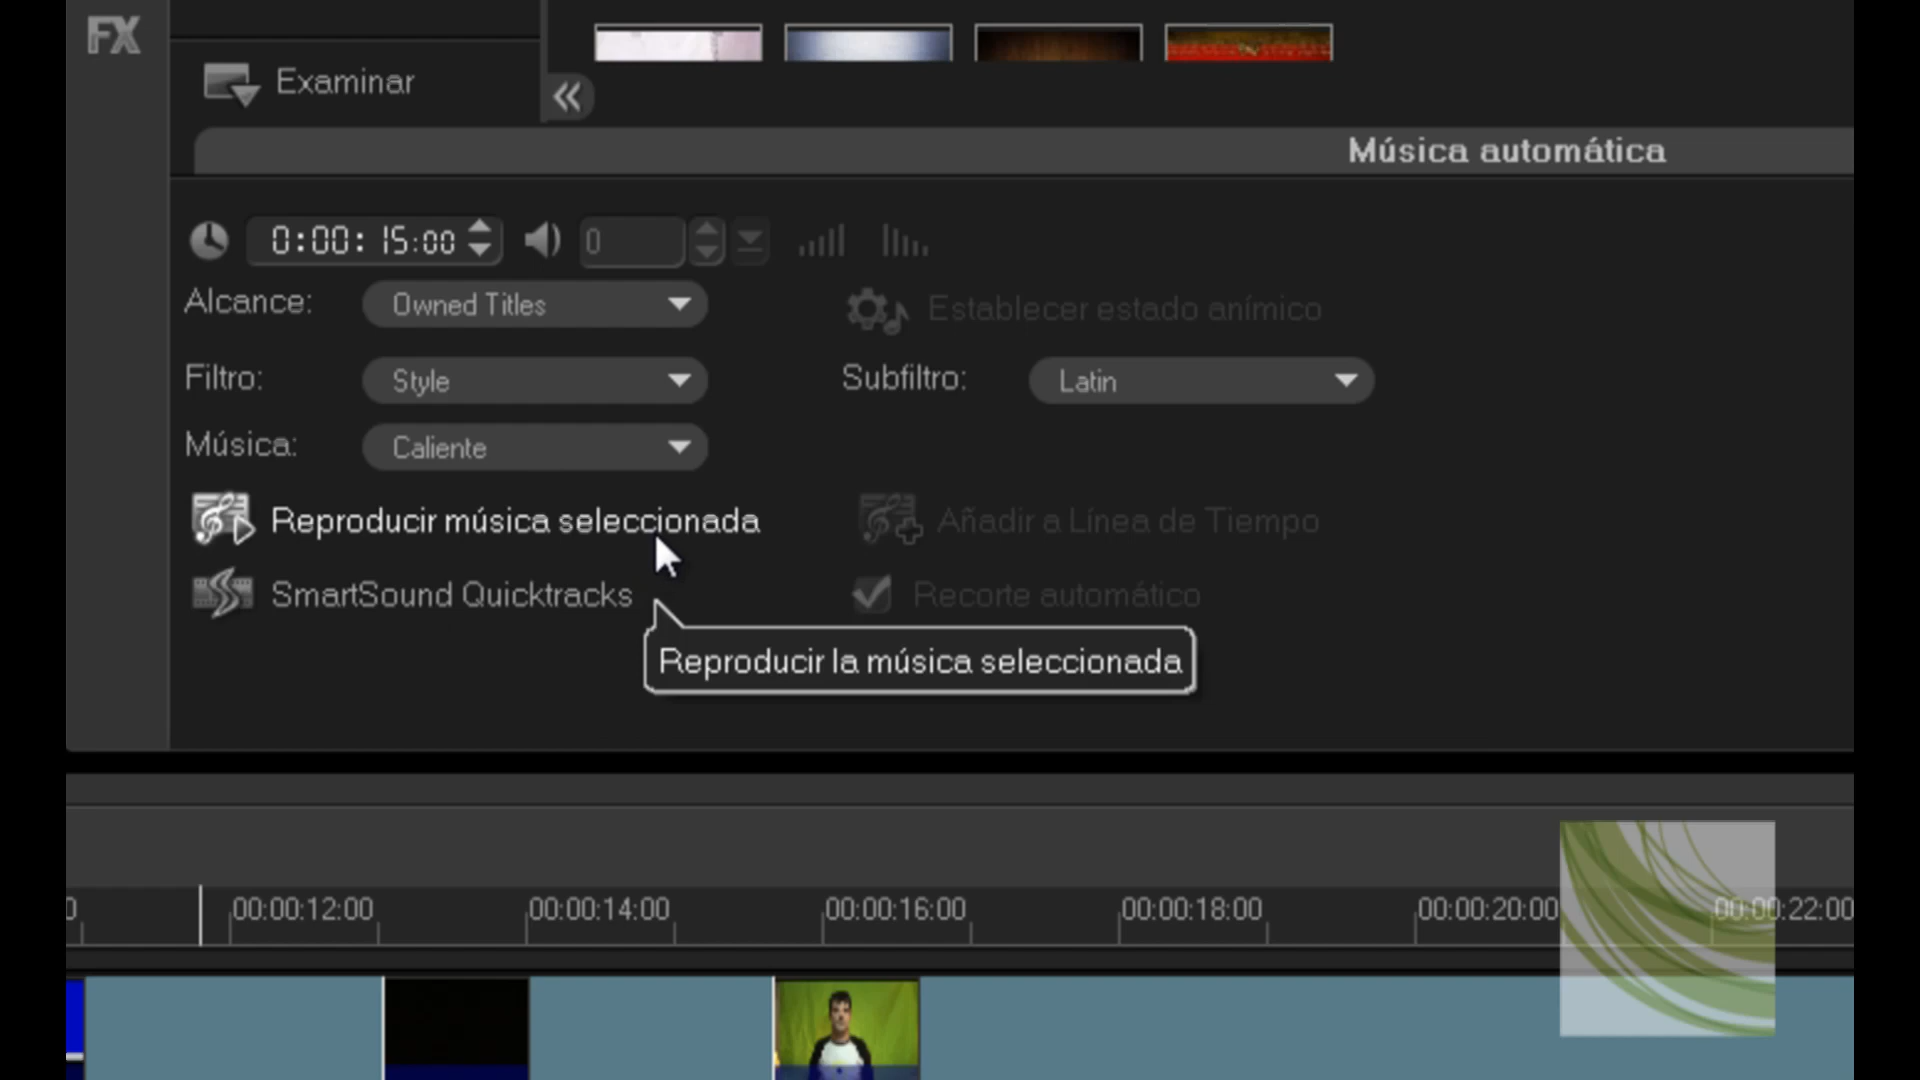 FX
Examinar
Música automática
0:00:15:00
0
Alcance:
Owned Titles
Establecer estado anímico
Filtro:
Style
Subfiltro:
Latin
Música:
Caliente
Reproducir música seleccionada
Añadir a Línea de Tiempo
SmartSound Quicktracks
Recorte automático
Reproducir la música seleccionada
0
00:00:12:00
00:00:14:00
00:00:16:00
00:00:18:00
00:00:20:00
00:00:22:00